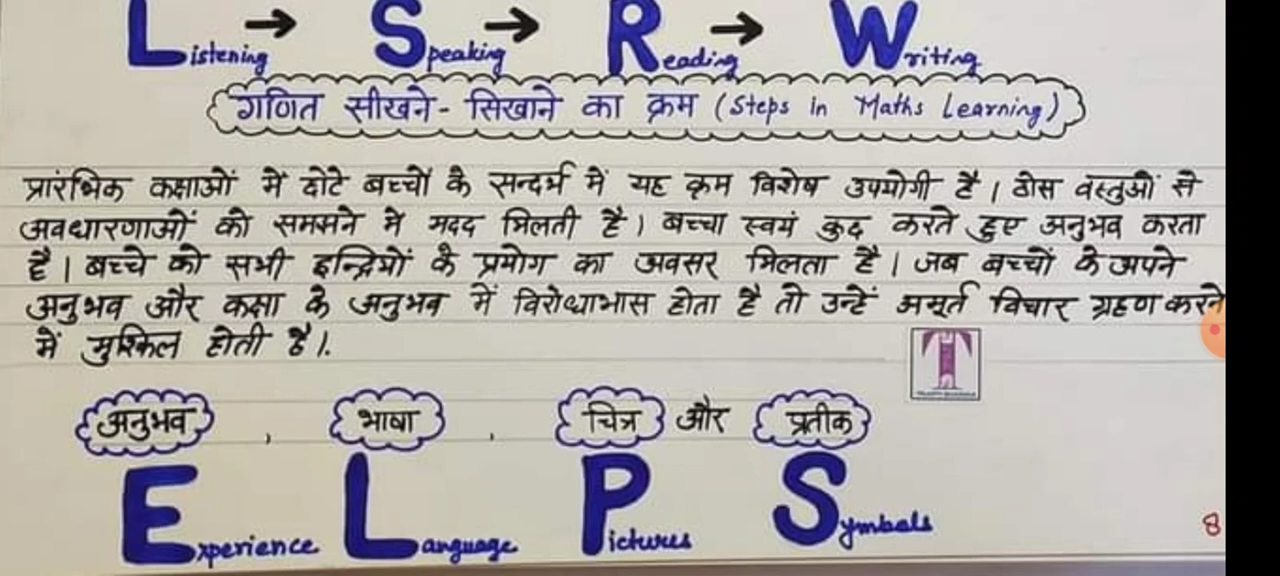 Listening → Speaking → Reading → Writing
गणित सीखने - सिखाने का क्रम (Steps in Maths Learning)
प्रारंभिक कक्षाओं में छोटे बच्चों के सन्दर्भ में यह क्रम विशेष उपयोगी है। ठोस वस्तुओं से
अवधारणाओं को समझने में मदद मिलती है। बच्चा स्वयं कुछ करते हुए अनुभव करता
है। बच्चे को सभी इन्द्रियों के प्रयोग का अवसर मिलता है। जब बच्चों के अपने
अनुभव और कक्षा के अनुभव में विरोधाभास होता है तो उन्हें अमूर्त विचार ग्रहण करने
में मुश्किल होती है।.
T
अनुभव , भाषा , चित्र और प्रतीक
Experience Language Pictures Symbols
8